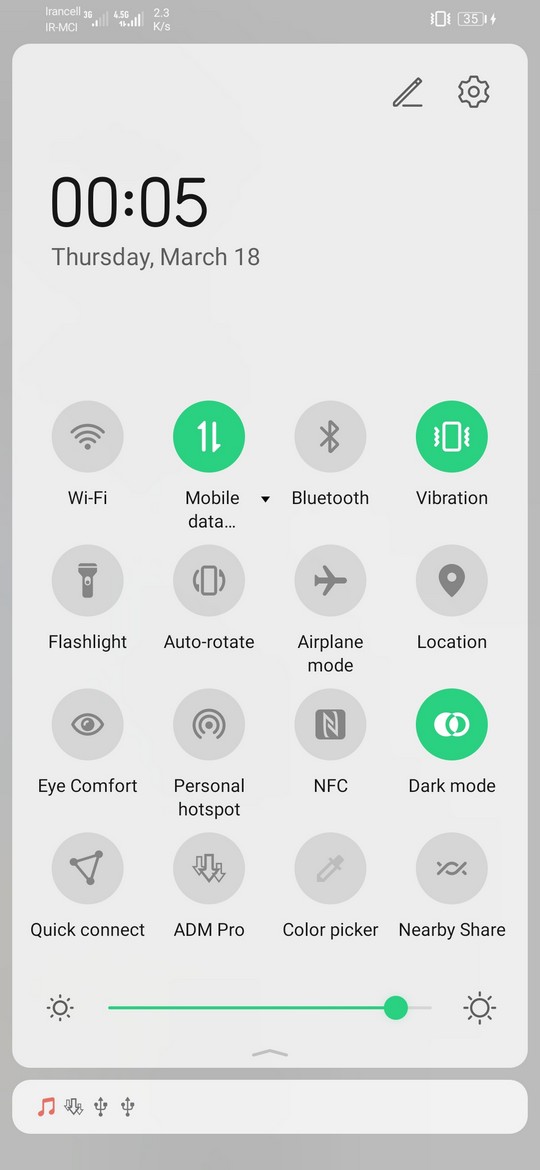 Irancell 3G 4.5G 2.3 35
IR-MCI K/s
00:05
Thursday, March 18
Wi-Fi
Mobile
data...
Bluetooth
Vibration
Flashlight
Auto-rotate
Airplane
mode
Location
Eye Comfort
Personal
hotspot
NFC
Dark mode
Quick connect
ADM Pro
Color picker
Nearby Share